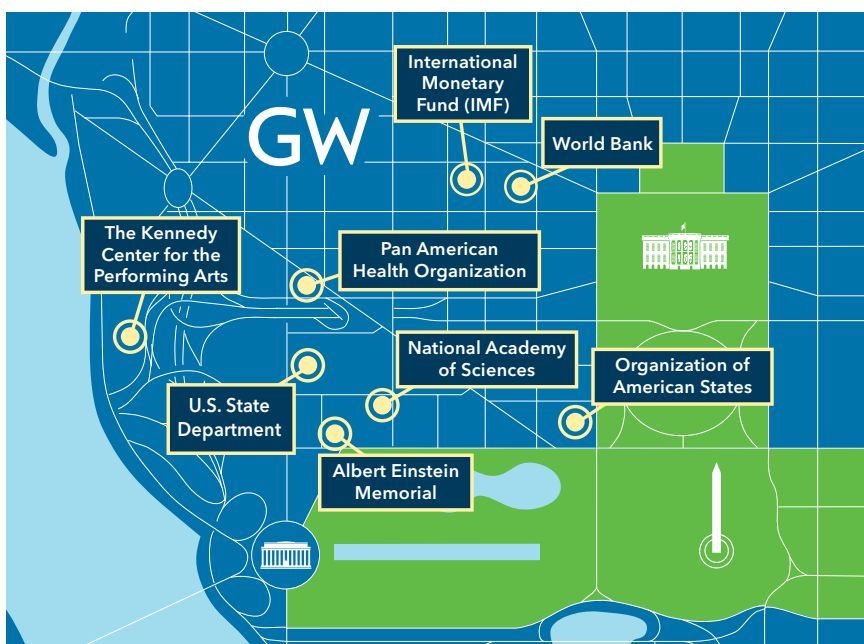 International
Monetary
Fund (IMF)
GW
World Bank
The Kennedy
Center for the
Performing Arts
Pan American
Health Organization
National Academy
of Sciences
Organization of
American States
U.S. State
Department
Albert Einstein
Memorial